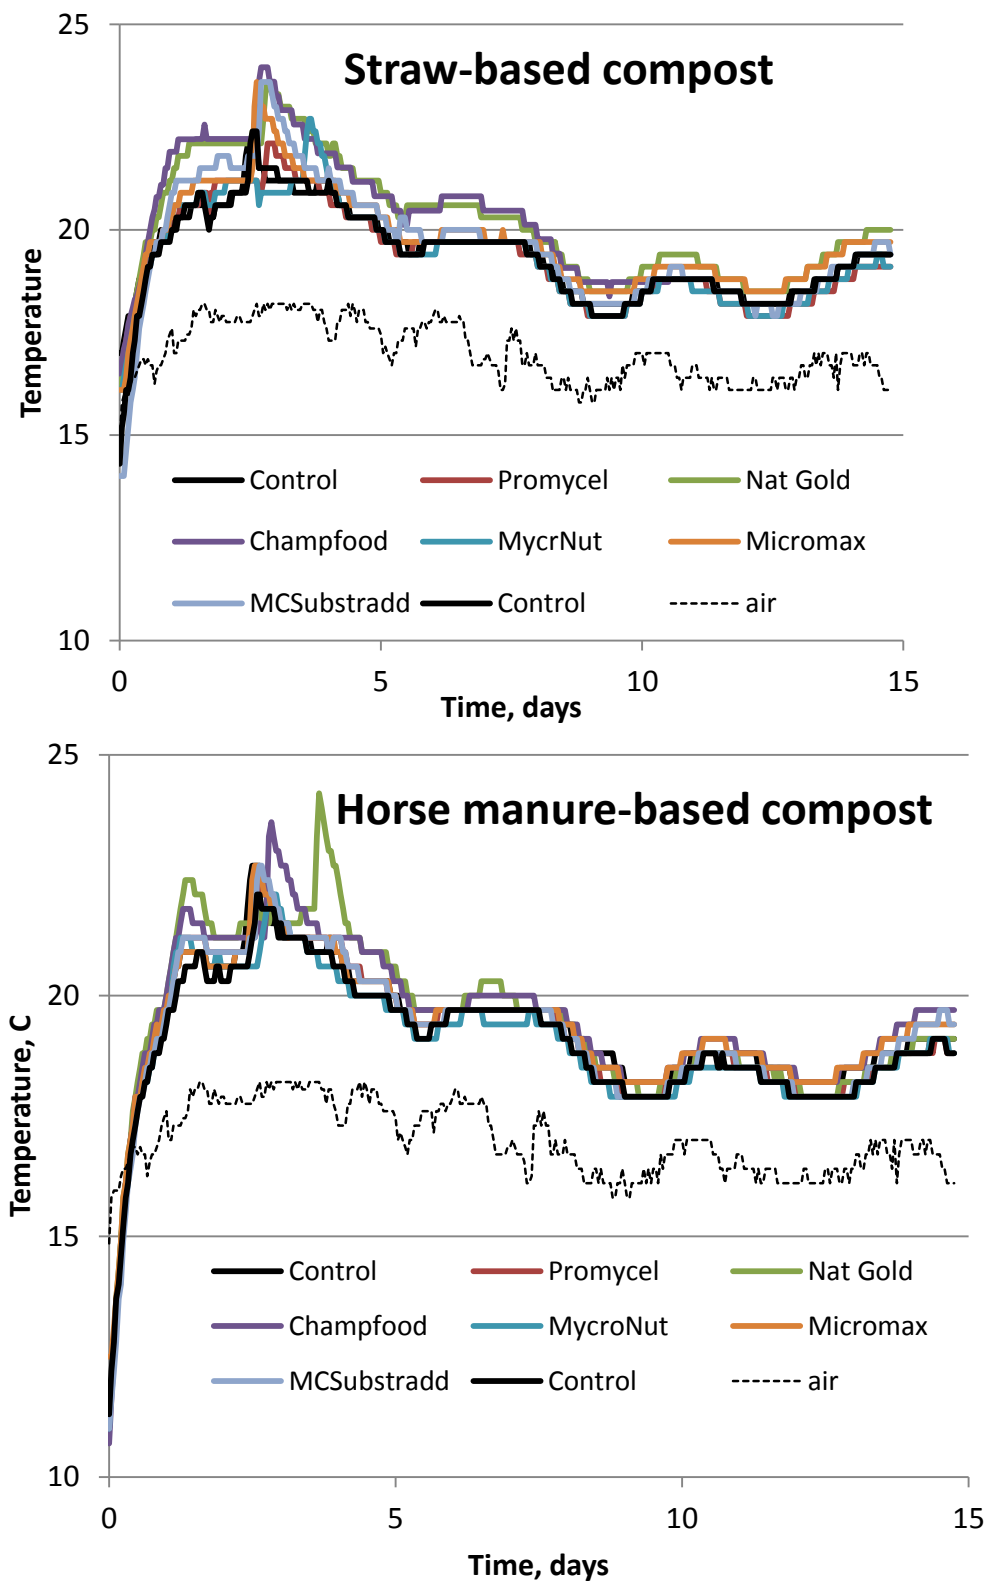 25
Straw-based compost
20
Temperature
15
Control Promycel Nat Gold
Champfood MycrNut Micromax
MCSubstradd Control air
10
0 5 10 15
Time, days
25
Horse manure-based compost
20
Temperature, C
15
Control Promycel Nat Gold
Champfood MycroNut Micromax
MCSubstradd Control air
10
0 5 10 15
Time, days